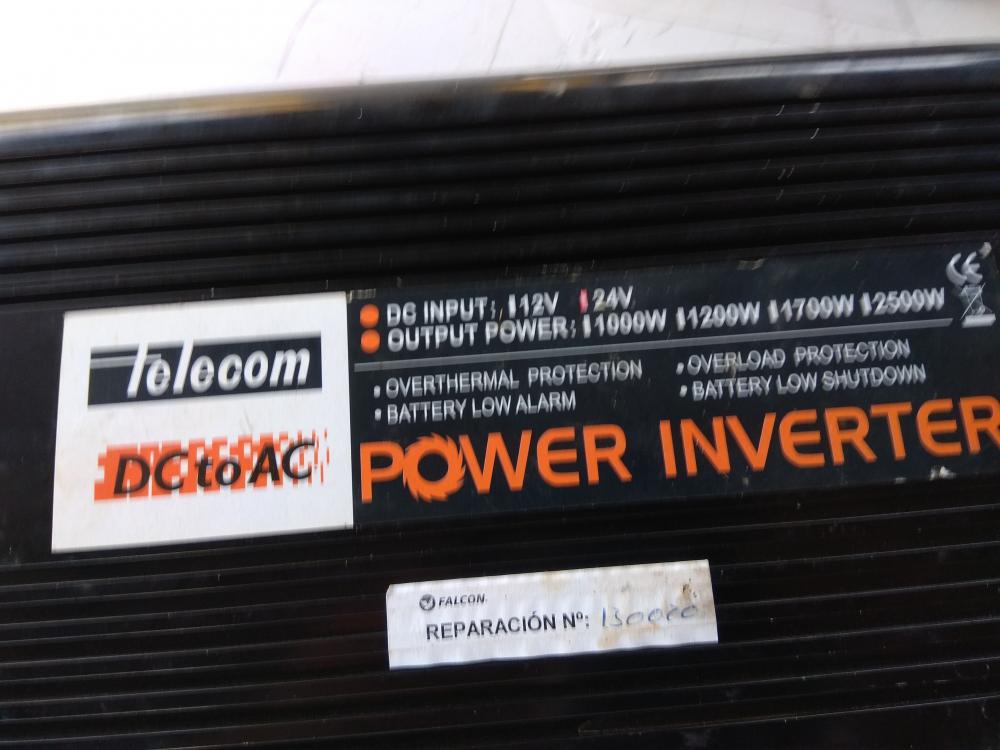 Telecom
DC to AC
DC INPUT: 12V 24V
OUTPUT POWER: 1000W 1200W 1700W 2500W
• OVERTHERMAL PROTECTION • OVERLOAD PROTECTION
• BATTERY LOW ALARM • BATTERY LOW SHUTDOWN
POWER INVERTER
CE
FALCON
REPARACIÓN Nº: